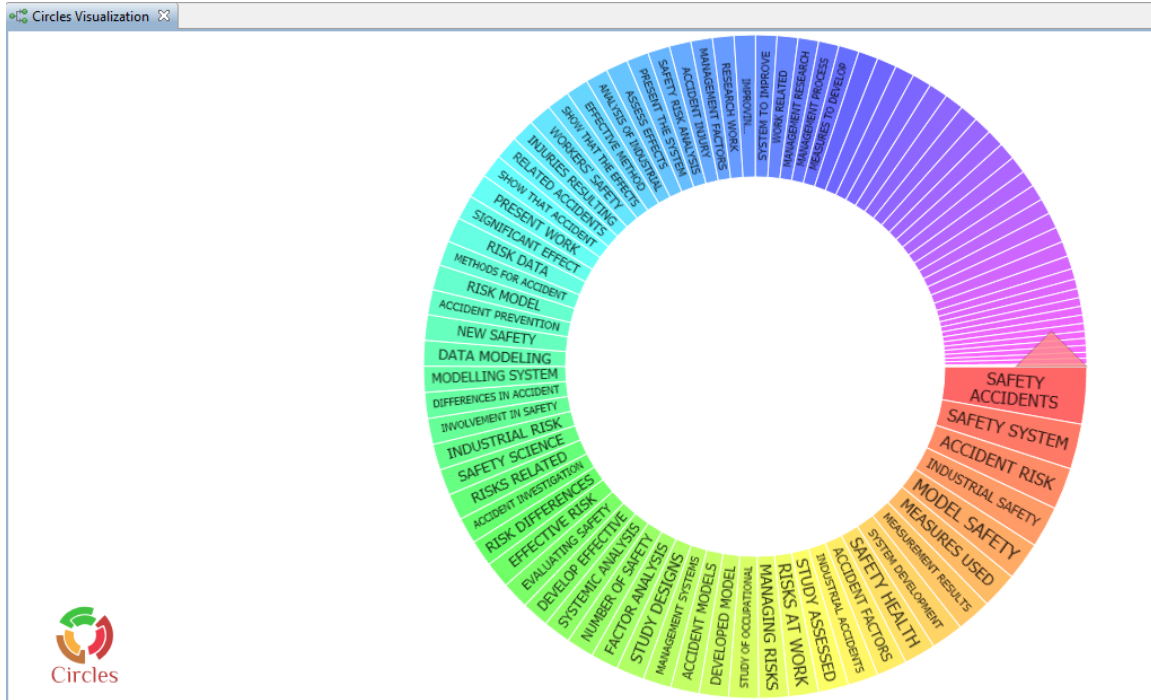 Circles Visualization
SAFETY
ACCIDENTS
SAFETY SYSTEM
ACCIDENT RISK
INDUSTRIAL SAFETY
MODEL SAFETY
MEASURES USED
MEASUREMENT RESULTS
SYSTEM DEVELOPMENT
SAFETY HEALTH
ACCIDENT FACTORS
INDUSTRIAL ACCIDENTS
STUDY ASSESSED
RISKS AT WORK
MANAGING RISKS
STUDY OF OCCUPATIONAL
DEVELOPED MODEL
ACCIDENT MODELS
MANAGEMENT SYSTEMS
STUDY DESIGNS
FACTOR ANALYSIS
NUMBER OF SAFETY
SYSTEMIC ANALYSIS
DEVELOP EFFECTIVE
EVALUATING SAFETY
EFFECTIVE RISK
RISK DIFFERENCES
ACCIDENT INVESTIGATION
RISKS RELATED
SAFETY SCIENCE
INDUSTRIAL RISK
INVOLVEMENT IN SAFETY
DIFFERENCES IN ACCIDENT
MODELLING SYSTEM
DATA MODELING
NEW SAFETY
ACCIDENT PREVENTION
RISK MODEL
METHODS FOR ACCIDENT
RISK DATA
SIGNIFICANT EFFECT
PRESENT WORK
SHOW THAT ACCIDENT
RELATED ACCIDENTS
INJURIES RESULTING
WORKERS SAFETY
SHOW THAT THE EFFECTS
EFFECTIVE METHOD
ANALYSIS OF INDUSTRIAL
ASSESS EFFECTS
PRESENT THE SYSTEM
SAFETY RISK ANALYSIS
ACCIDENT INJURY
MANAGEMENT FACTORS
RESEARCH WORK
IMPROVIN...
SYSTEM TO IMPROVE
WORK RELATED
MANAGEMENT RESEARCH
MANAGEMENT PROCESS
MEASURES TO DEVELOP
Circles